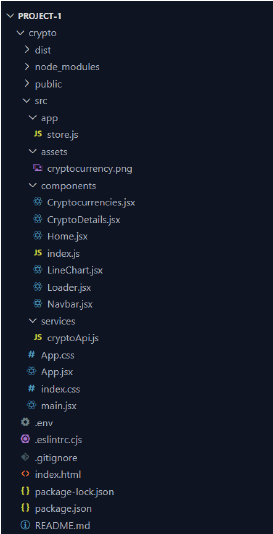 PROJECT-1
crypto
dist
node_modules
public
src
app
JS store.js
assets
cryptocurrency.png
components
Cryptocurrencies.jsx
CryptoDetails.jsx
Home.jsx
JS index.js
LineChart.jsx
Loader.jsx
Navbar.jsx
services
JS cryptoApi.js
# App.css
App.jsx
# index.css
main.jsx
.env
.eslintrc.cjs
.gitignore
<> index.html
{} package-lock.json
{} package.json
README.md